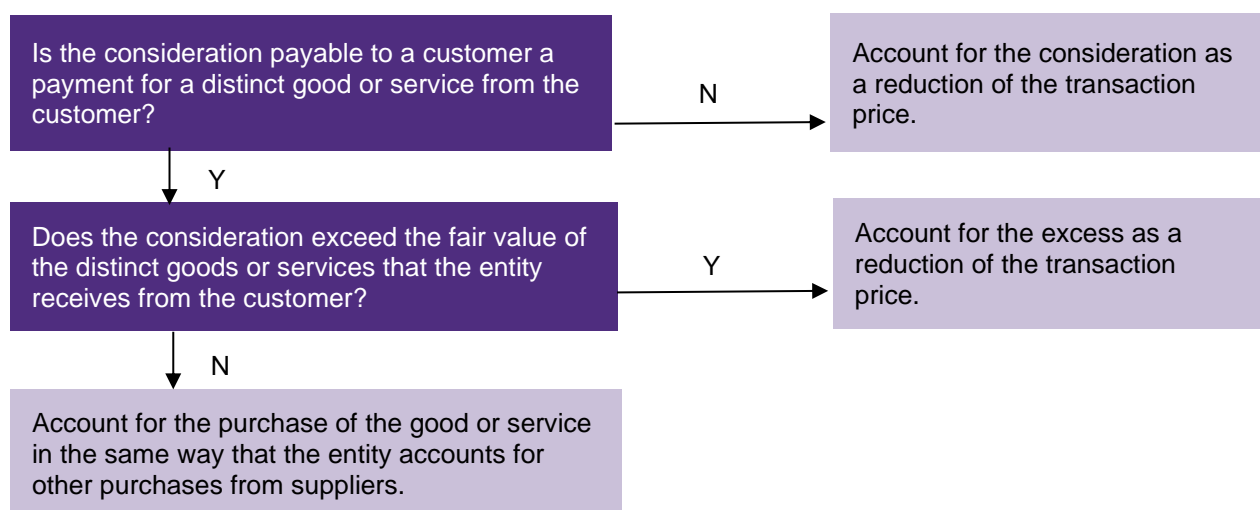 Is the consideration payable to a customer a
payment for a distinct good or service from the
customer?
N
Account for the consideration as
a reduction of the transaction
price.
Y
Does the consideration exceed the fair value of
the distinct goods or services that the entity
receives from the customer?
Y
Account for the excess as a
reduction of the transaction
price.
N
Account for the purchase of the good or service
in the same way that the entity accounts for
other purchases from suppliers.